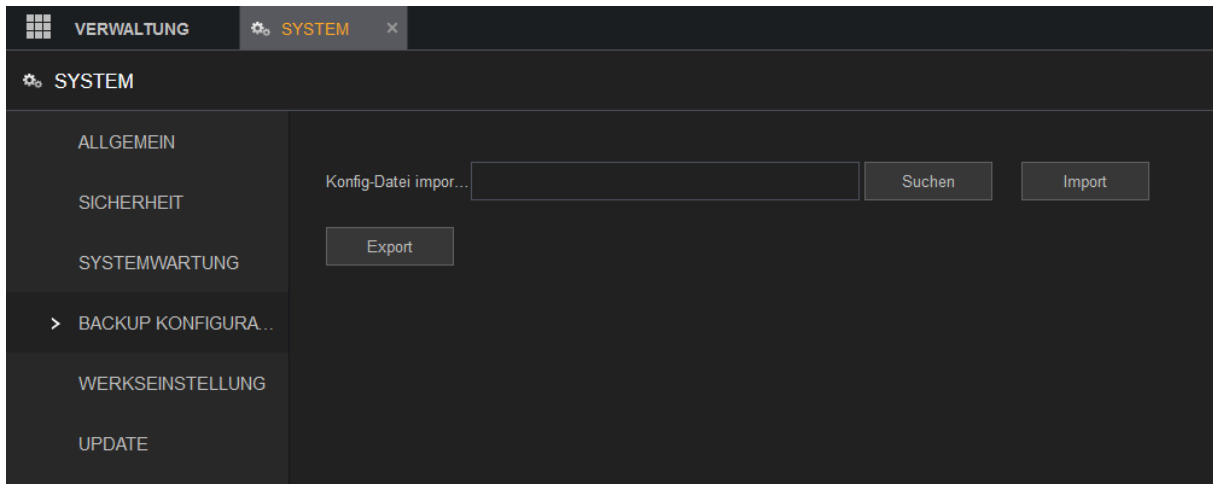 VERWALTUNG SYSTEM ×
SYSTEM
ALLGEMEIN
SICHERHEIT
SYSTEMWARTUNG
> BACKUP KONFIGURA...
WERKSEINSTELLUNG
UPDATE
Konfig-Datei impor... Suchen Import
Export